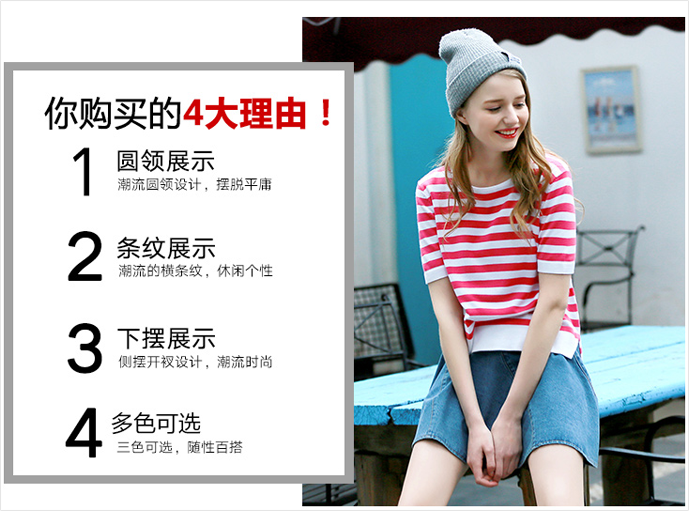 你购买的4大理由！
1 圆领展示
潮流圆领设计，摆脱平庸
2 条纹展示
潮流的横条纹，休闲个性
3 下摆展示
侧摆开衩设计，潮流时尚
4 多色可选
三色可选，随性百搭